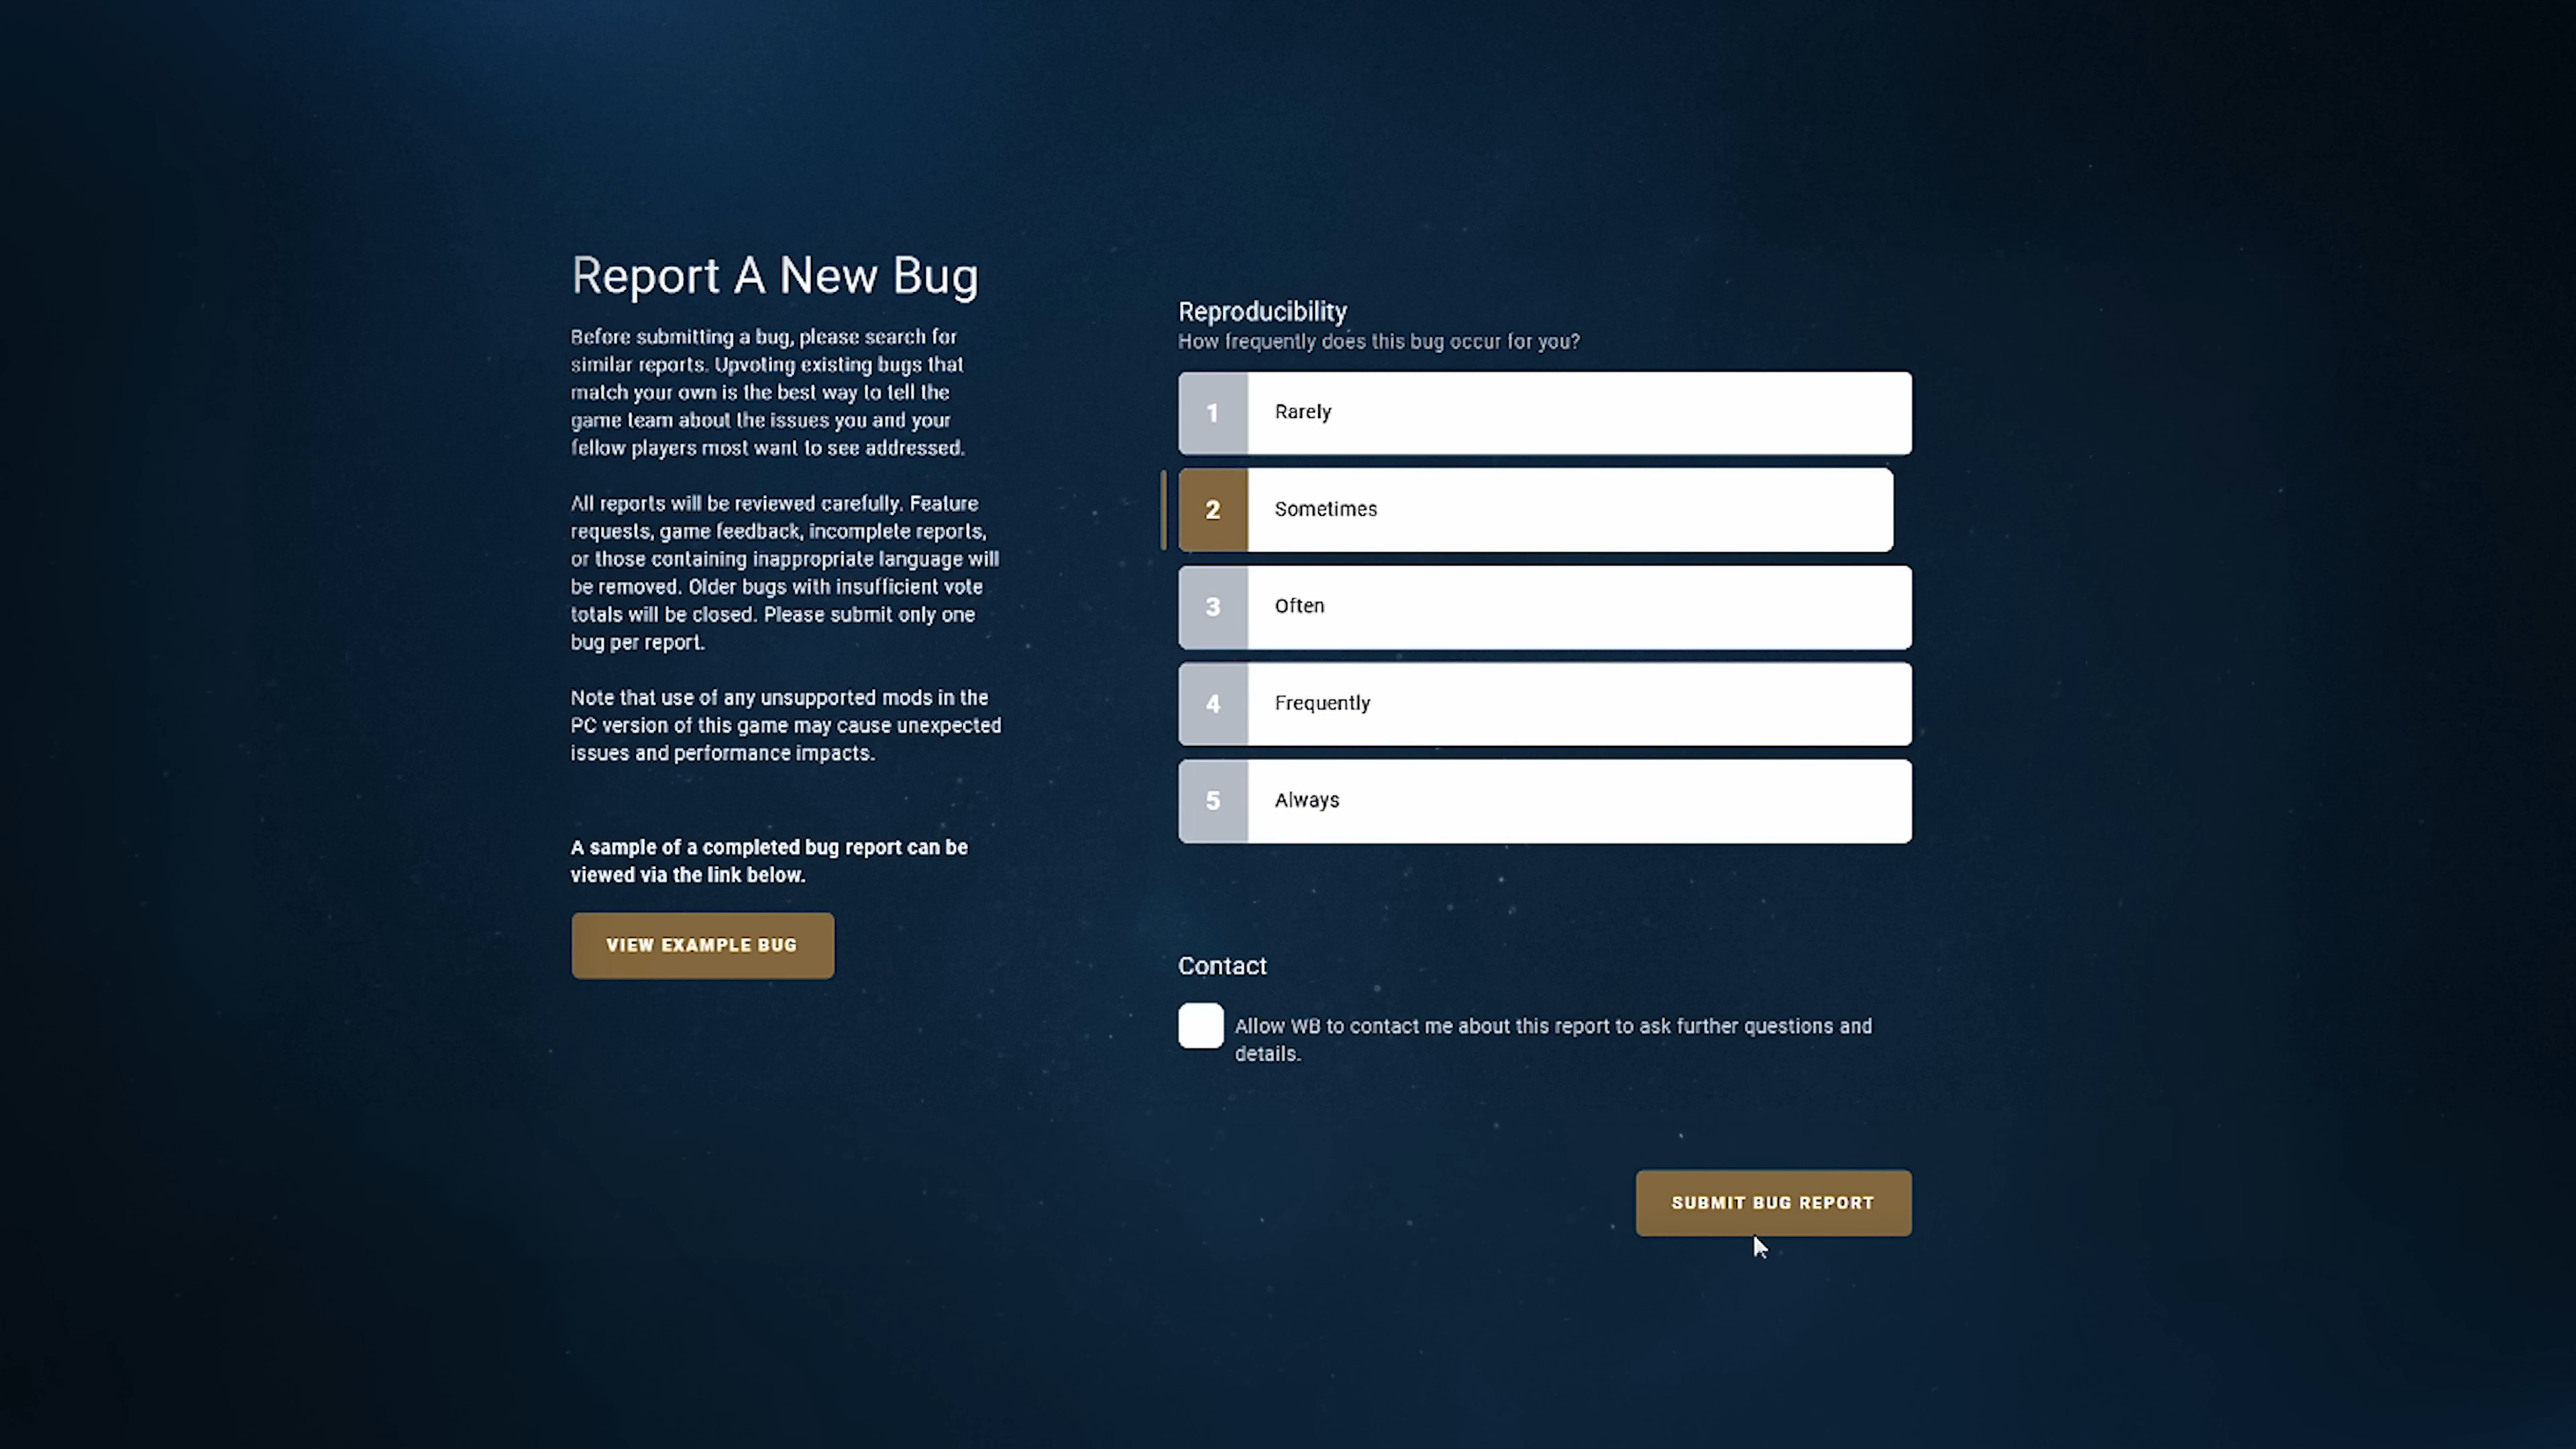 Report A New Bug
Before submitting a bug, please search for
similar reports. Upvoting existing bugs that
match your own is the best way to tell the
game team about the issues you and your
fellow players most want to see addressed.
All reports will be reviewed carefully. Feature
requests, game feedback, incomplete reports,
or those containing inappropriate language will
be removed. Older bugs with insufficient vote
totals will be closed. Please submit only one
bug per report.
Note that use of any unsupported mods in the
PC version of this game may cause unexpected
issues and performance impacts.
A sample of a completed bug report can be
viewed via the link below.
VIEW EXAMPLE BUG
Reproducibility
How frequently does this bug occur for you?
1 Rarely
2 Sometimes
3 Often
4 Frequently
5 Always
Contact
Allow WB to contact me about this report to ask further questions and
details.
SUBMIT BUG REPORT